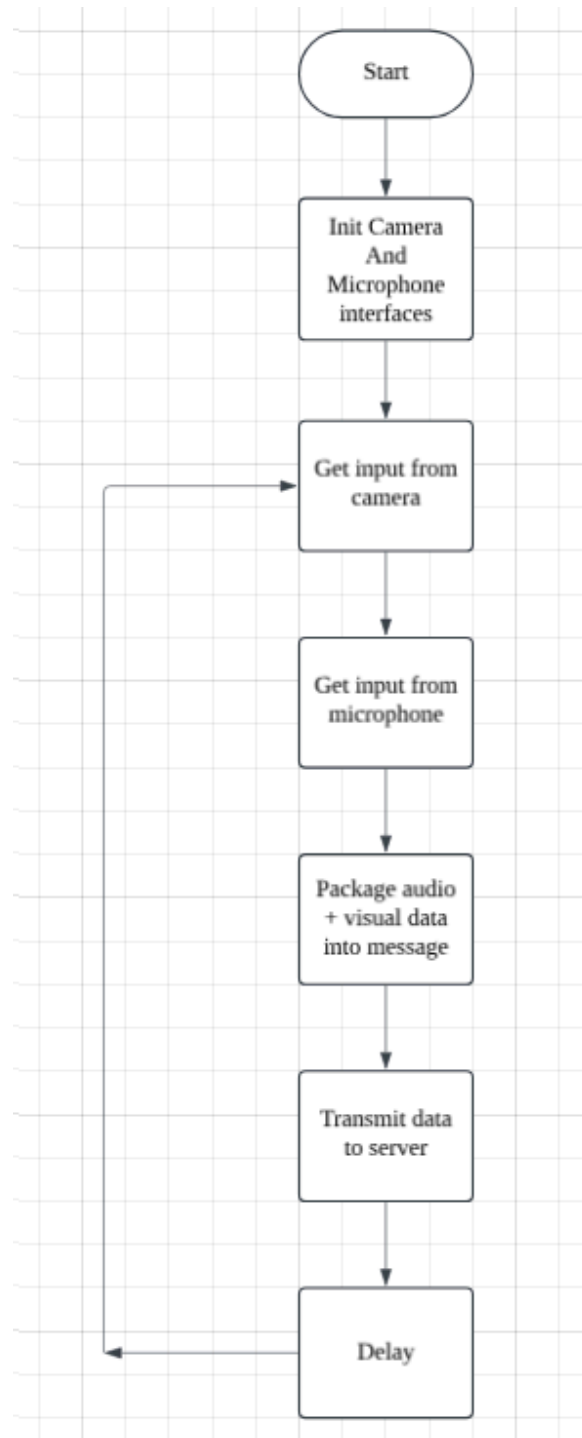 Start
Init Camera
And
Microphone
interfaces
Get input from
camera
Get input from
microphone
Package audio
+ visual data
into message
Transmit data
to server
Delay